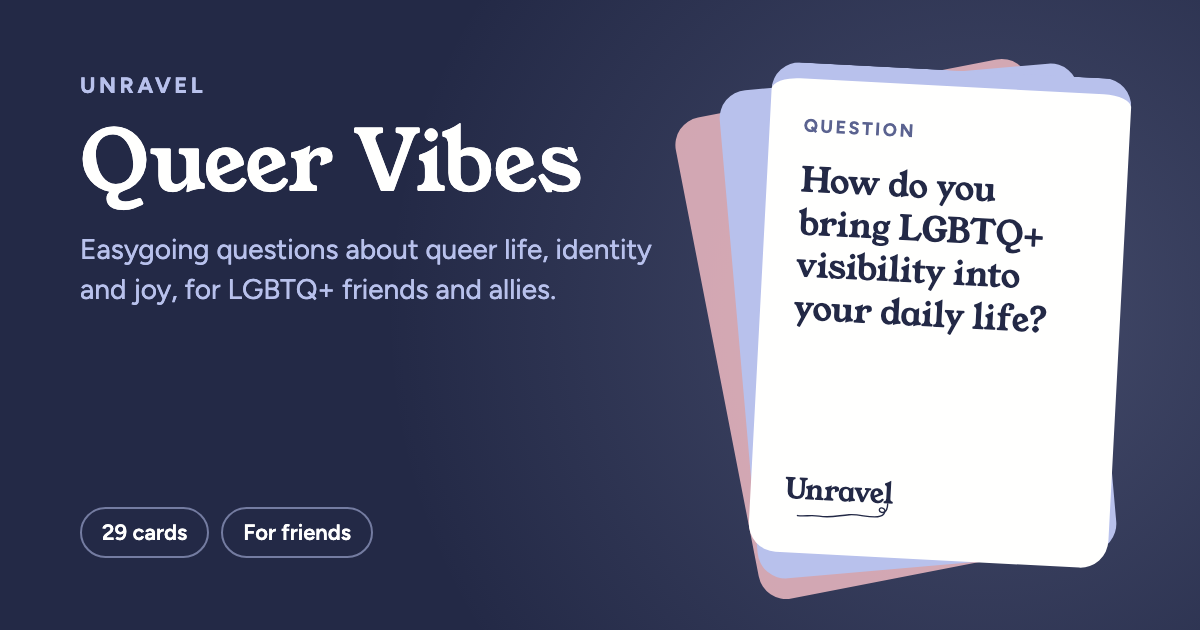 UNRAVEL
Queer Vibes
Easygoing questions about queer life, identity
and joy, for LGBTQ+ friends and allies.
29 cards
For friends
QUESTION
How do you
bring LGBTQ+
visibility into
your daily life?
Unravel